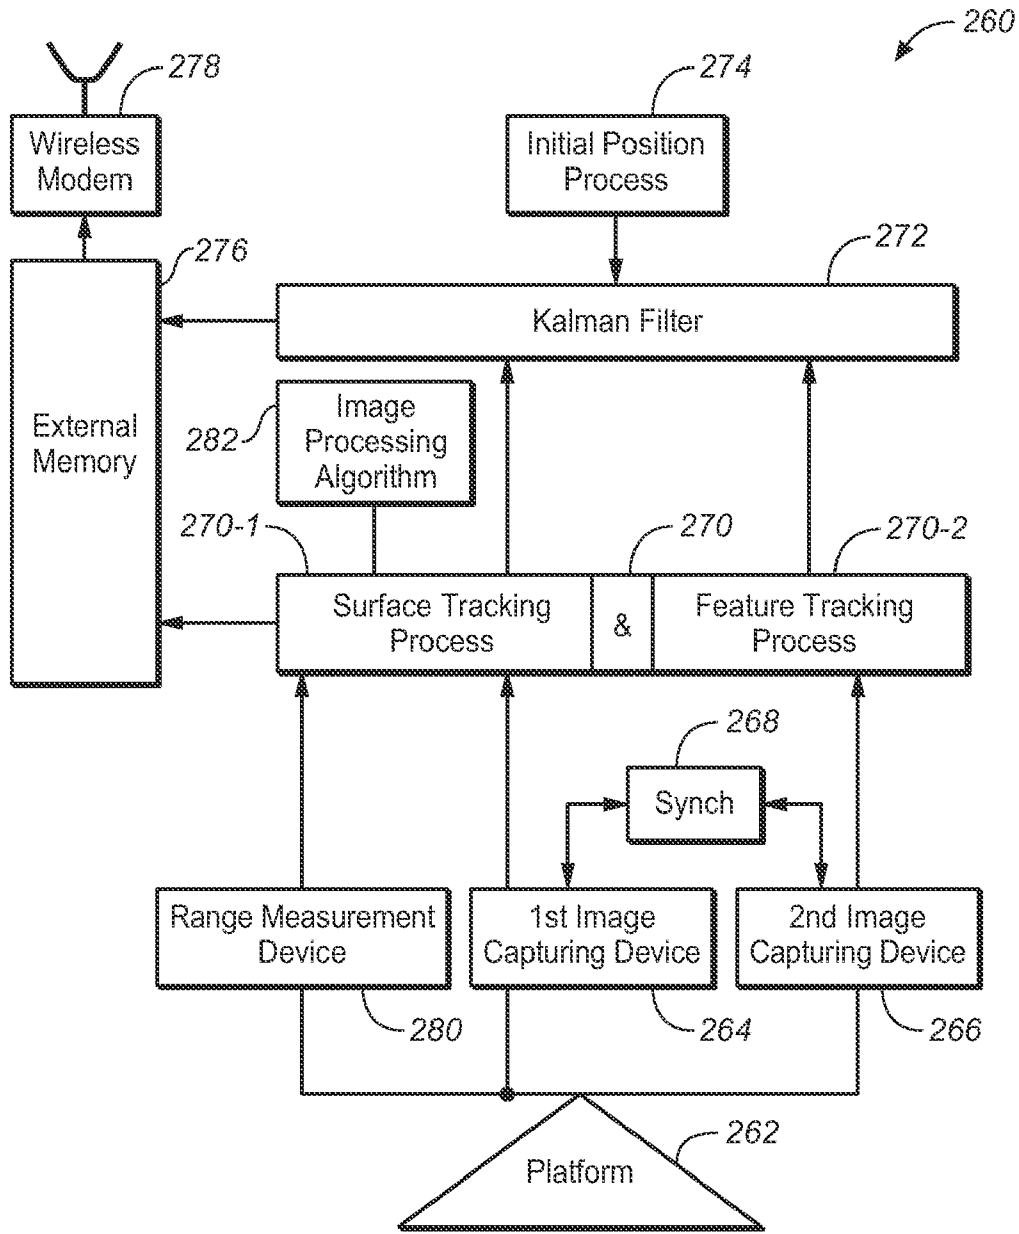 260
278
274
Wireless
Modem
Initial Position
Process
276
272
Kalman Filter
External
Memory
282
Image
Processing
Algorithm
270-1
270
270-2
Surface Tracking
Process
&
Feature Tracking
Process
268
Synch
Range Measurement
Device
1st Image
Capturing Device
2nd Image
Capturing Device
280
264
266
262
Platform